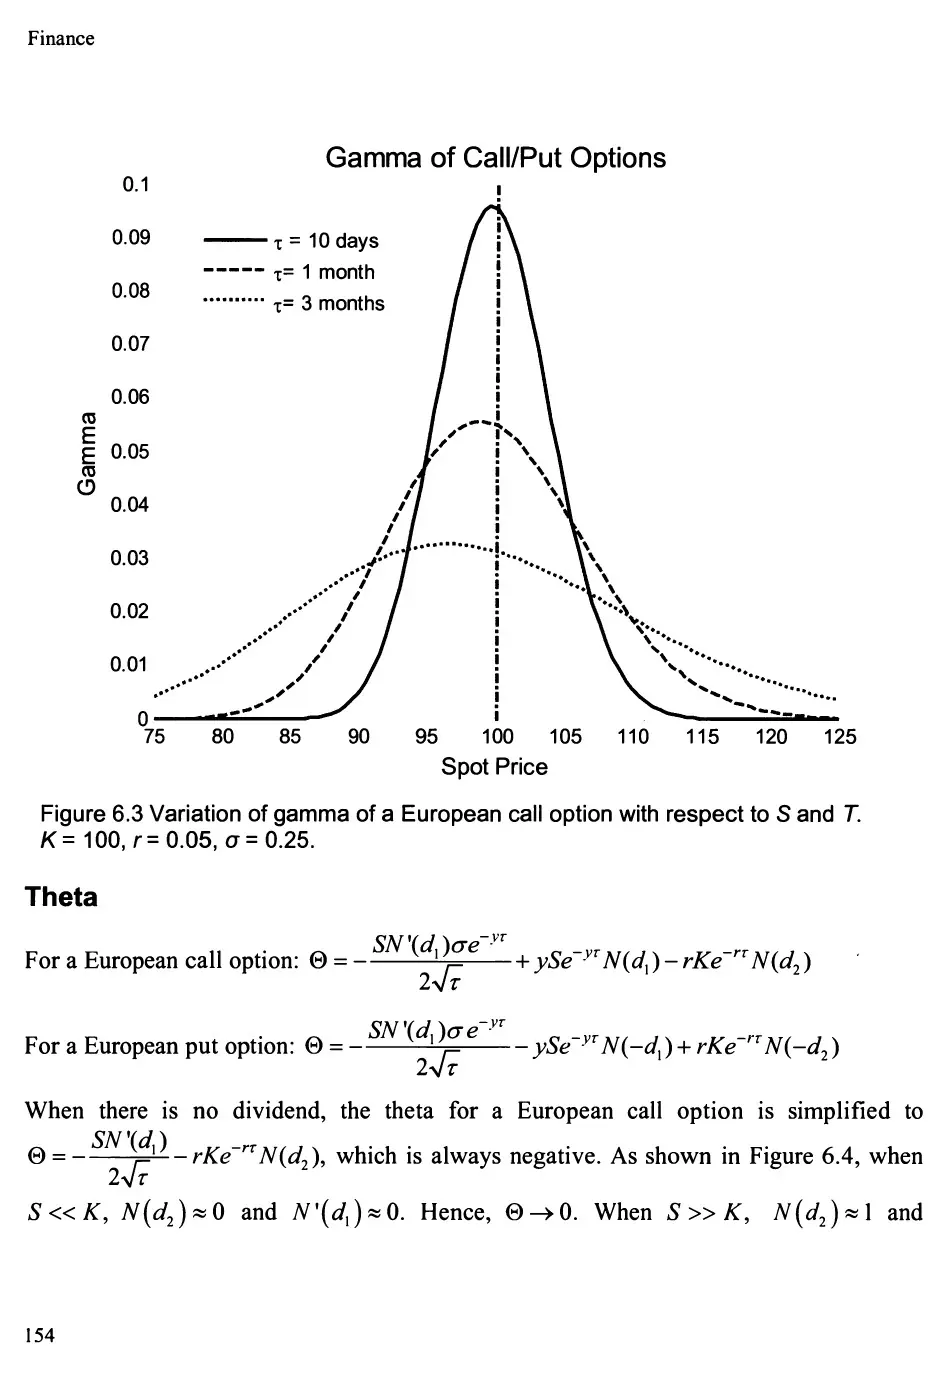 Finance
Gamma of Call/Put Options
0.1
0.09
0.08
0.07
0.06
0.05
0.04
0.03
0.02
0.01
0
Gamma
τ = 10 days
τ= 1 month
τ= 3 months
75 80 85 90 95 100 105 110 115 120 125
Spot Price
Figure 6.3 Variation of gamma of a European call option with respect to S and T.
K = 100, r = 0.05, σ = 0.25.
Theta
For a European call option: Θ = −SN'(d₁)σe^{−yτ}/(2√τ) + ySe^{−yτ}N(d₁) − rKe^{−rτ}N(d₂)
For a European put option: Θ = −SN'(d₁)σe^{−yτ}/(2√τ) − ySe^{−yτ}N(−d₁) + rKe^{−rτ}N(−d₂)
When there is no dividend, the theta for a European call option is simplified to
Θ = −SN'(d₁)/(2√τ) − rKe^{−rτ}N(d₂), which is always negative. As shown in Figure 6.4, when
S << K, N(d₂) ≈ 0 and N'(d₁) ≈ 0. Hence, Θ → 0. When S >> K, N(d₂) ≈ 1 and
154